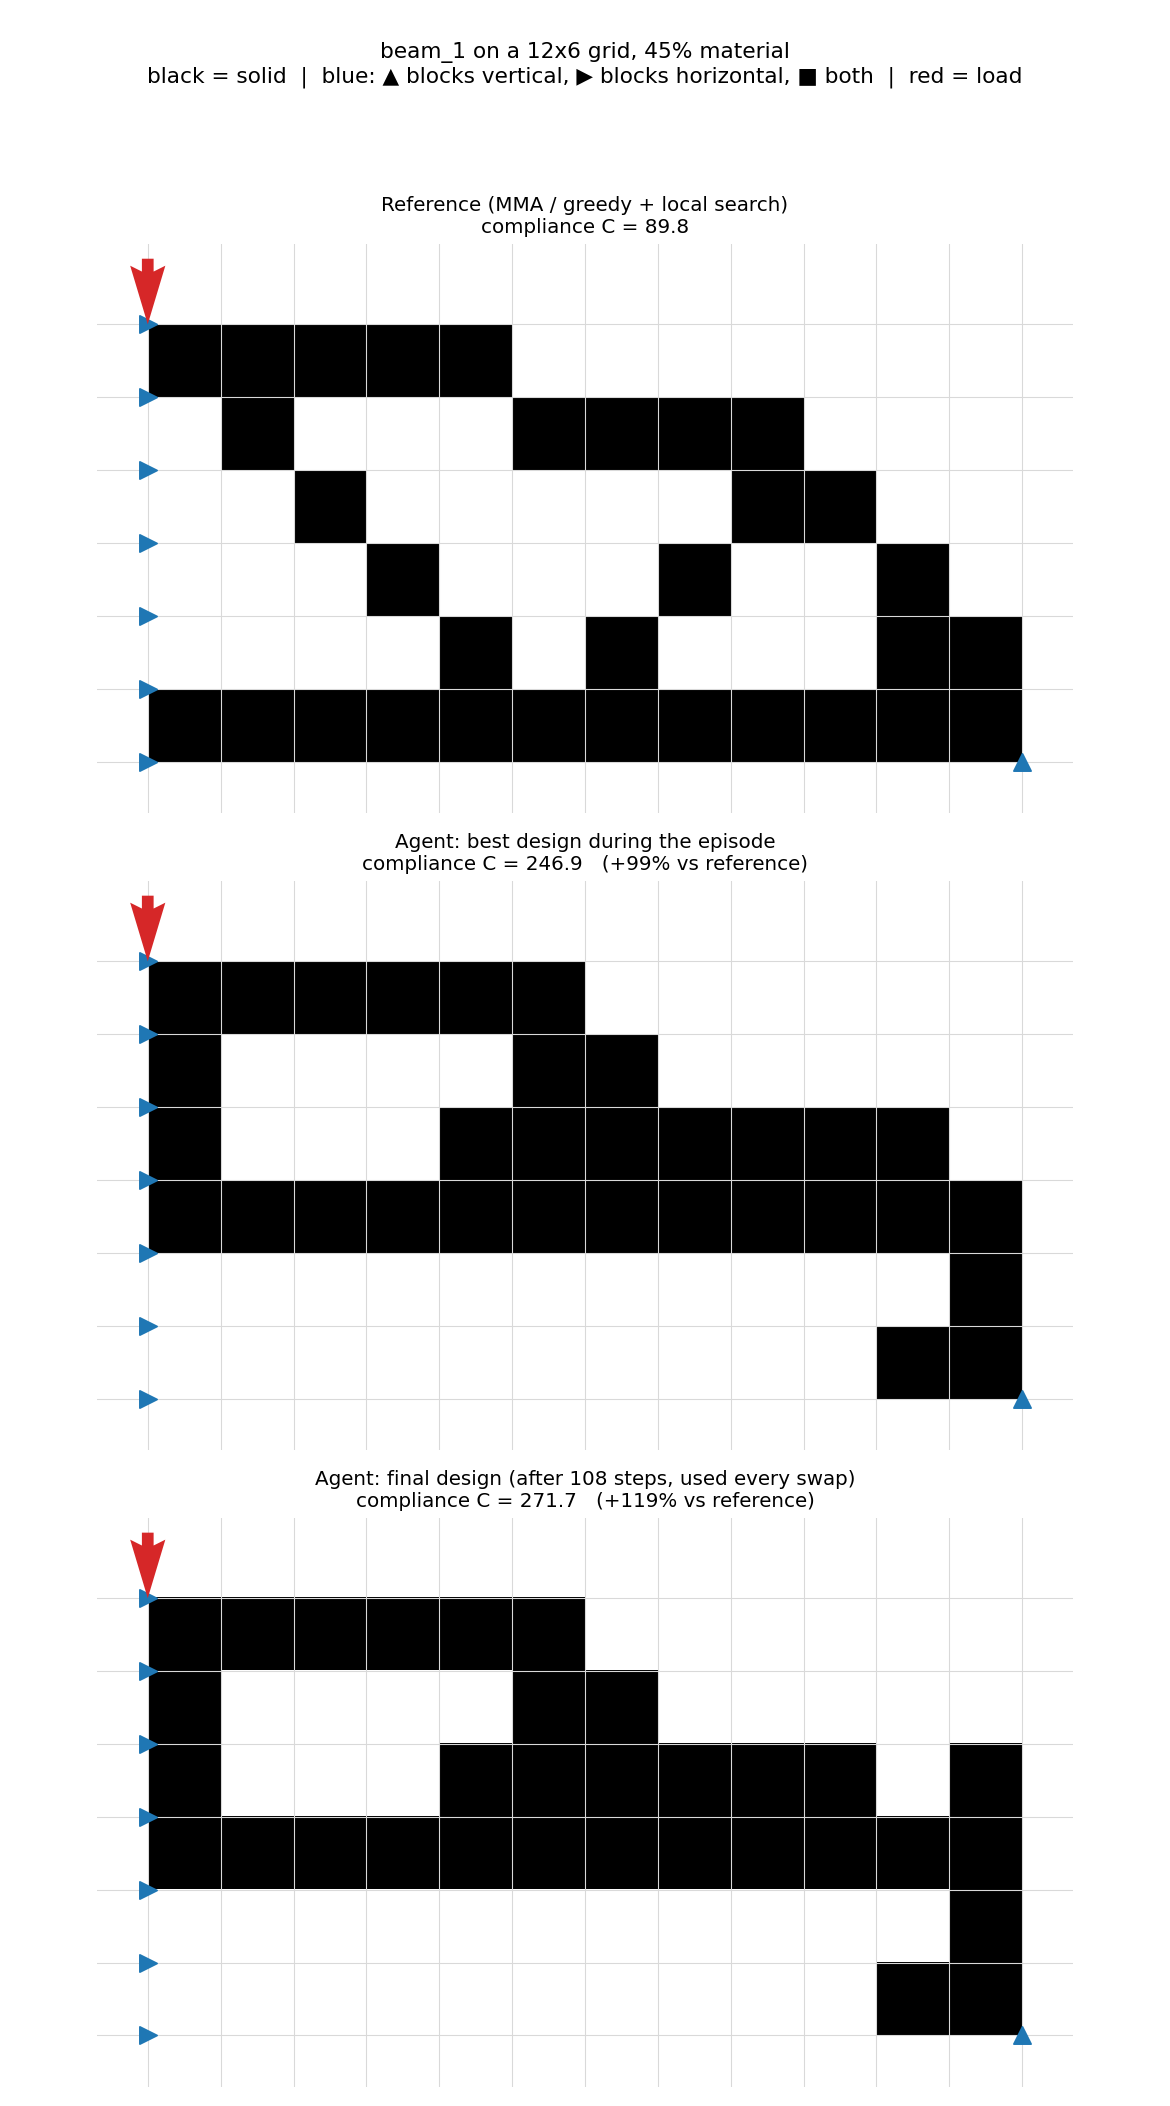 beam_1 on a 12x6 grid, 45% material
black = solid | blue: ▲ blocks vertical, ▶ blocks horizontal, ■ both | red = load
Reference (MMA / greedy + local search)
compliance C = 89.8
Agent: best design during the episode
compliance C = 246.9 (+99% vs reference)
Agent: final design (after 108 steps, used every swap)
compliance C = 271.7 (+119% vs reference)